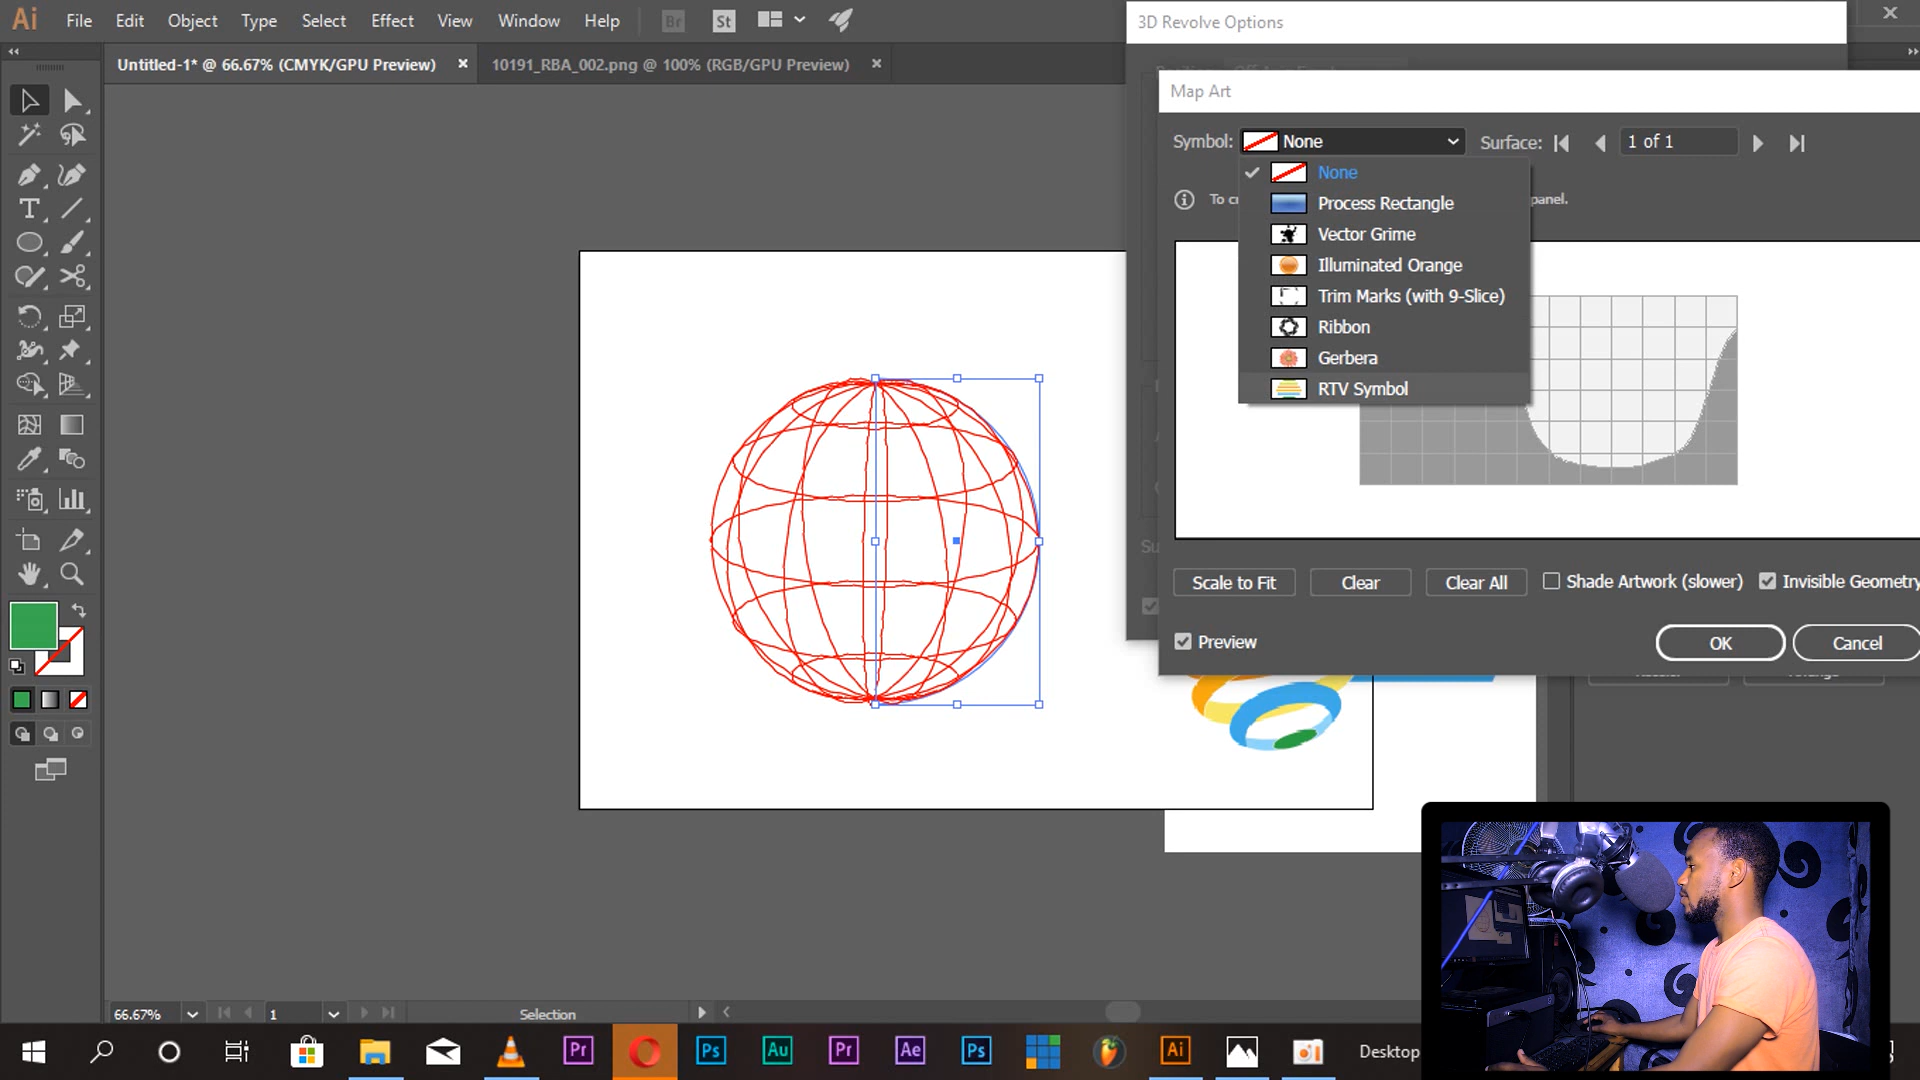 Ai File Edit Object Type Select Effect View Window Help Br St
3D Revolve Options
Untitled-1* @ 66.67% (CMYK/GPU Preview) × 10191_RBA_002.png @ 100% (RGB/GPU Preview) ×
Map Art
Symbol: None Surface: 1 of 1
None
Process Rectangle
Vector Grime
Illuminated Orange
Trim Marks (with 9-Slice)
Ribbon
Gerbera
RTV Symbol
To panel.
Scale to Fit Clear Clear All Shade Artwork (slower) Invisible Geometry
Preview OK Cancel
66.67% 1 Selection
Pr Ps Au Pr Ae Ps Ai Desktop